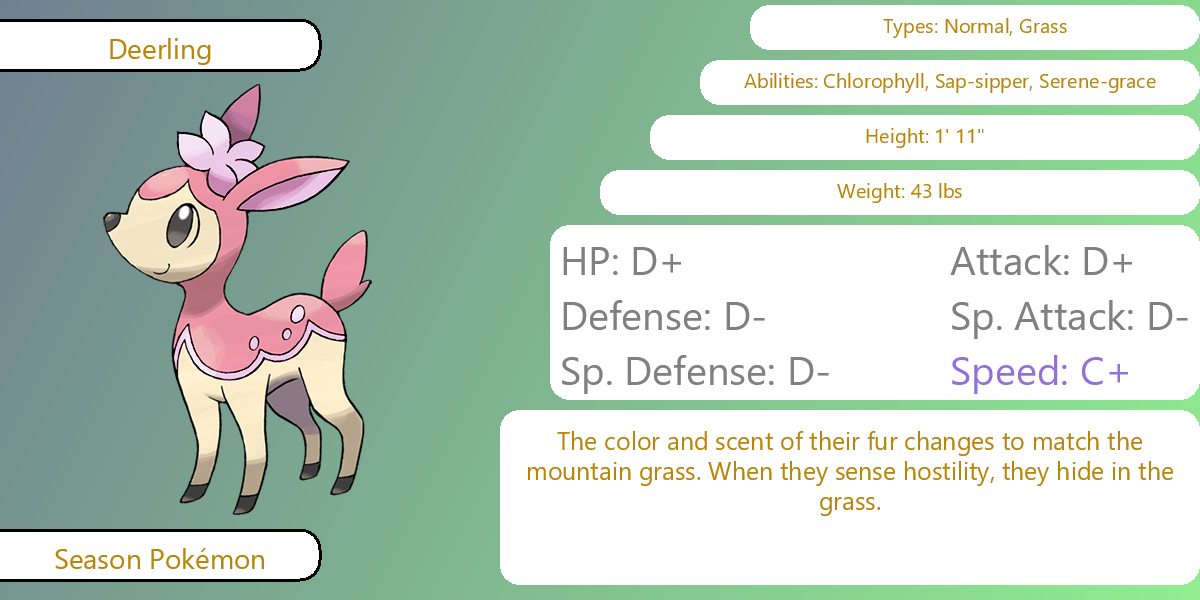 Deerling
Types: Normal, Grass
Abilities: Chlorophyll, Sap-sipper, Serene-grace
Height: 1' 11"
Weight: 43 lbs
HP: D+
Attack: D+
Defense: D-
Sp. Attack: D-
Sp. Defense: D-
Speed: C+
The color and scent of their fur changes to match the
mountain grass. When they sense hostility, they hide in the
grass.
Season Pokémon